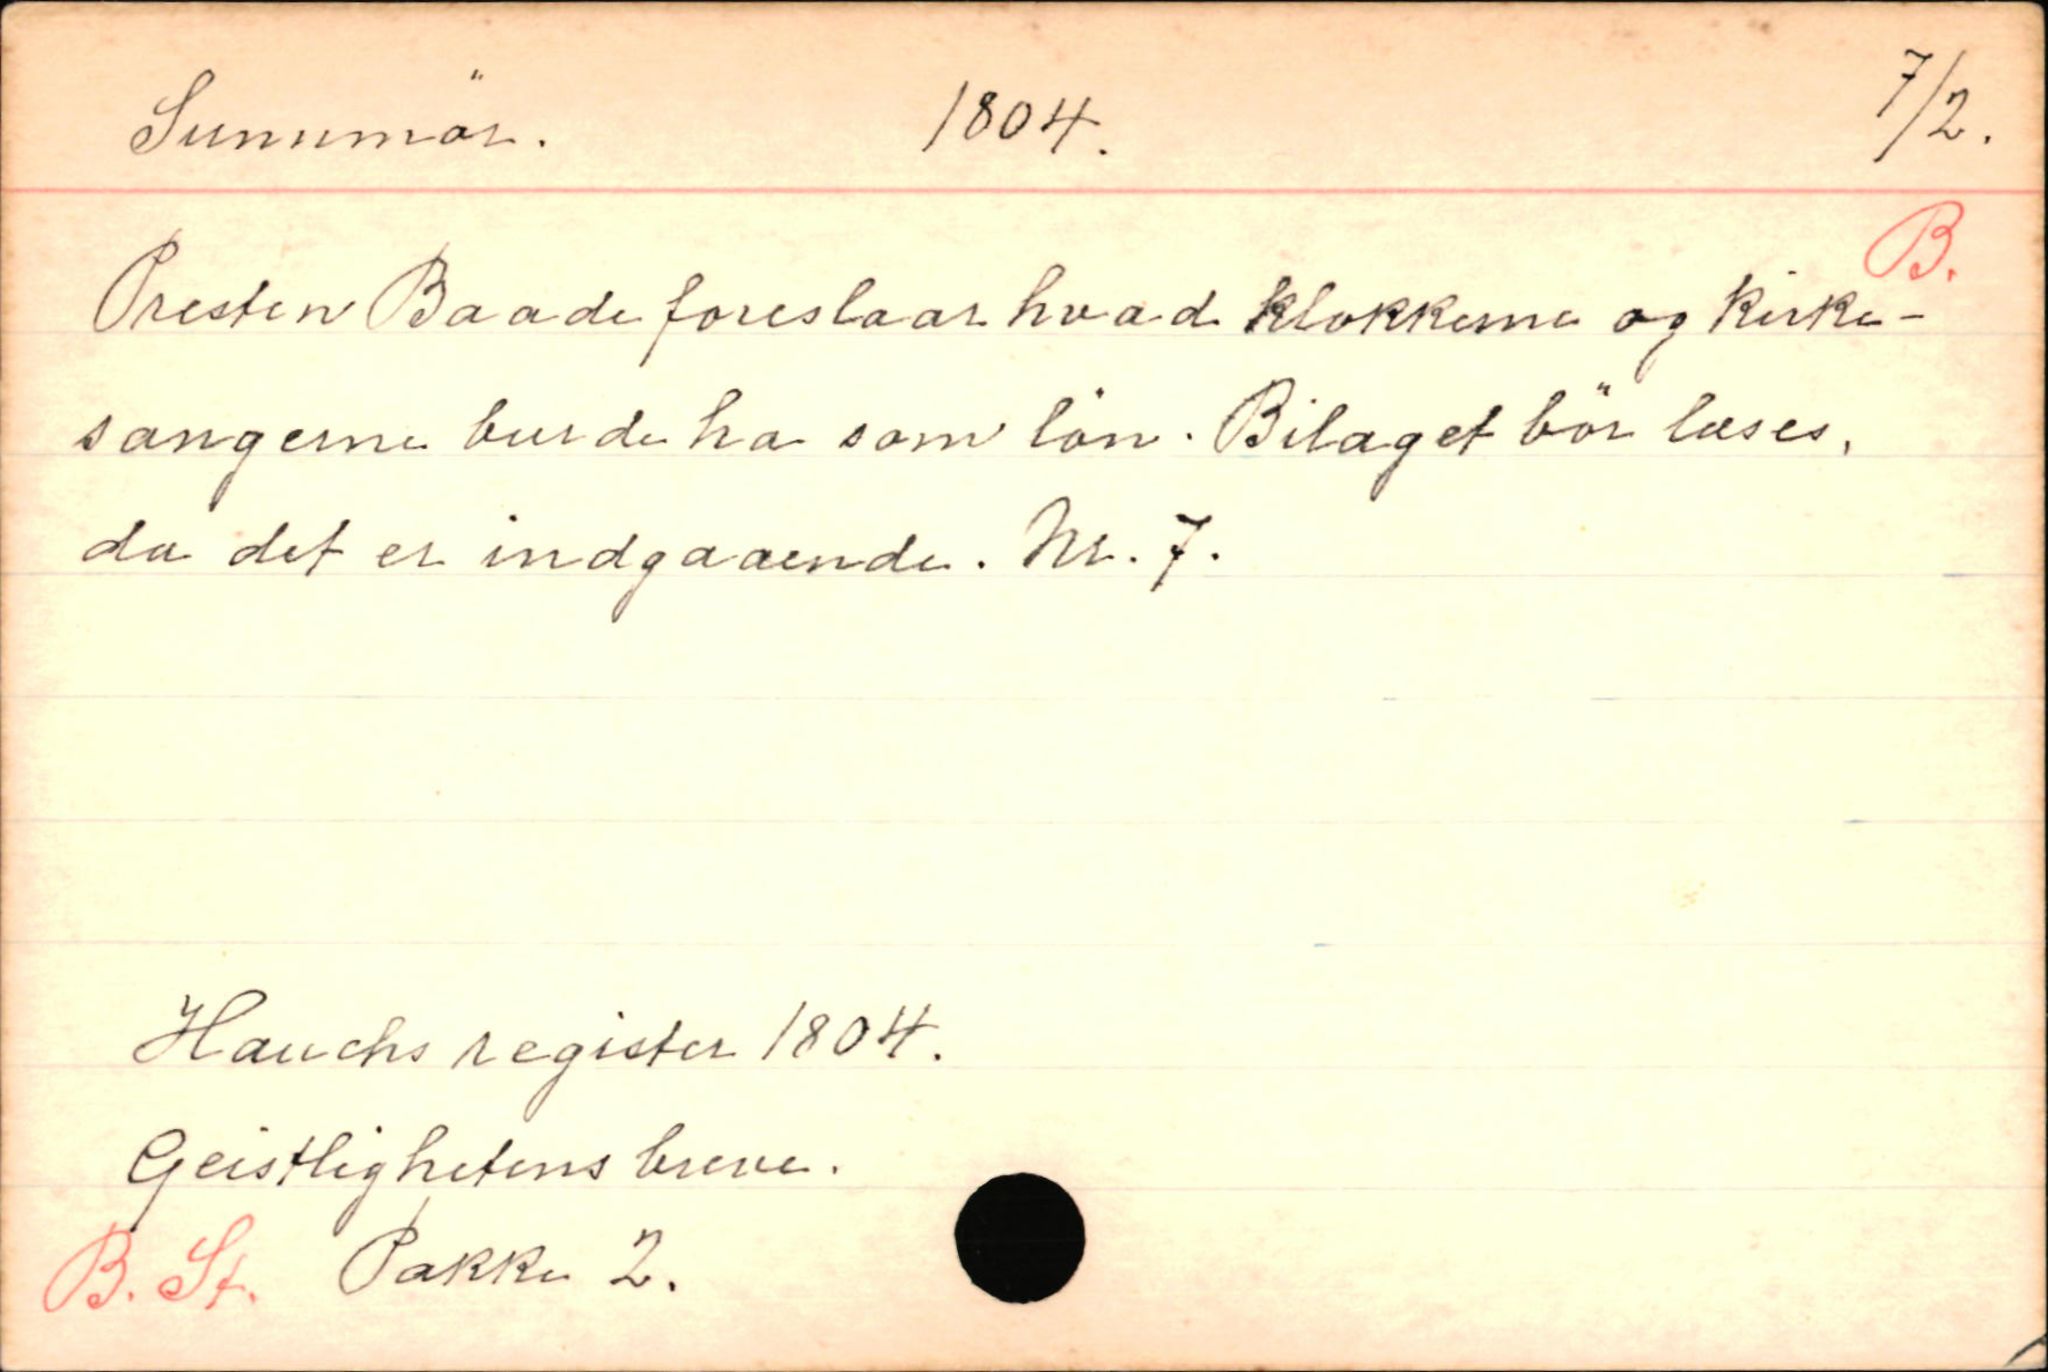 Sunnmör. 1804. 7/2.
B.
Presten Baade foreslaar hvad klokkerne og kirke-
sangerne burde ha som lön. Bilaget bör læses,
da det er indgaaende. Nr. 7.
Hauchs register 1804.
Geistlighetens breve.
B. St. Pakke 2.